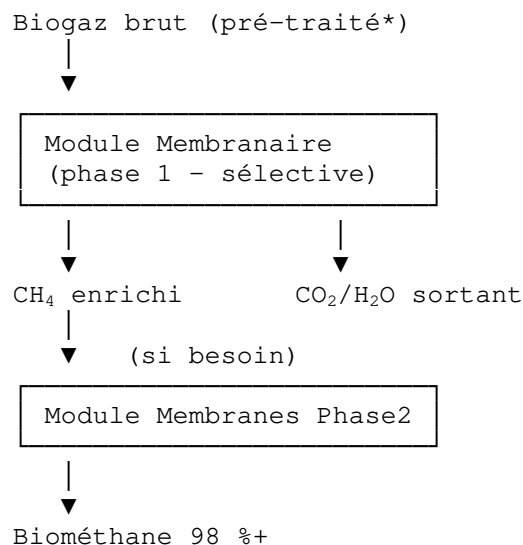 Biogaz brut (pré-traité*)
Module Membranaire
(phase 1 – sélective)
CH₄ enrichi CO₂/H₂O sortant
(si besoin)
Module Membranes Phase2
Biométhane 98 %+